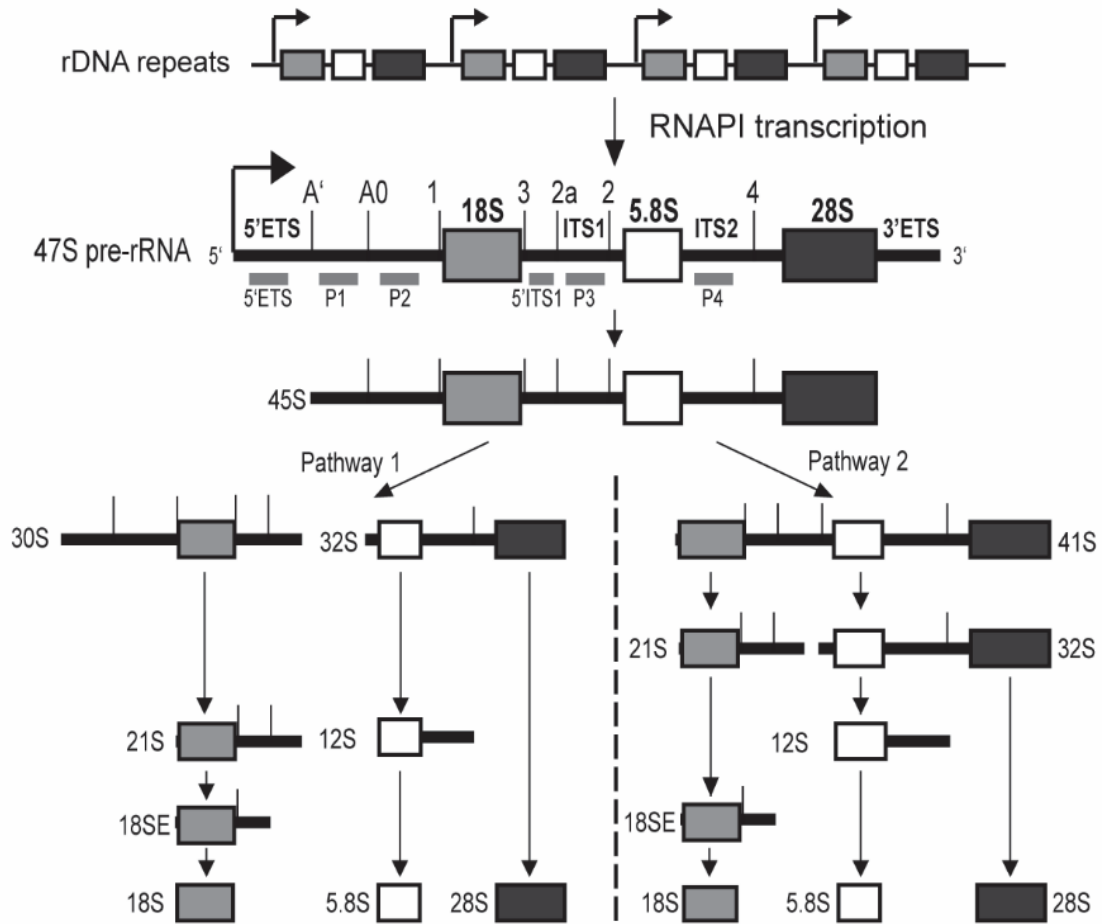 rDNA repeats
RNAPI transcription
A‘ A0 1 18S 3 2a 2 5.8S 4 28S
5’ETS ITS1 ITS2 3’ETS
47S pre-rRNA 5‘ 3‘
5‘ETS P1 P2 5‘ITS1 P3 P4
45S
Pathway 1 Pathway 2
30S 32S 41S
21S 32S
21S 12S 12S
18SE 18SE
18S 5.8S 28S 18S 5.8S 28S